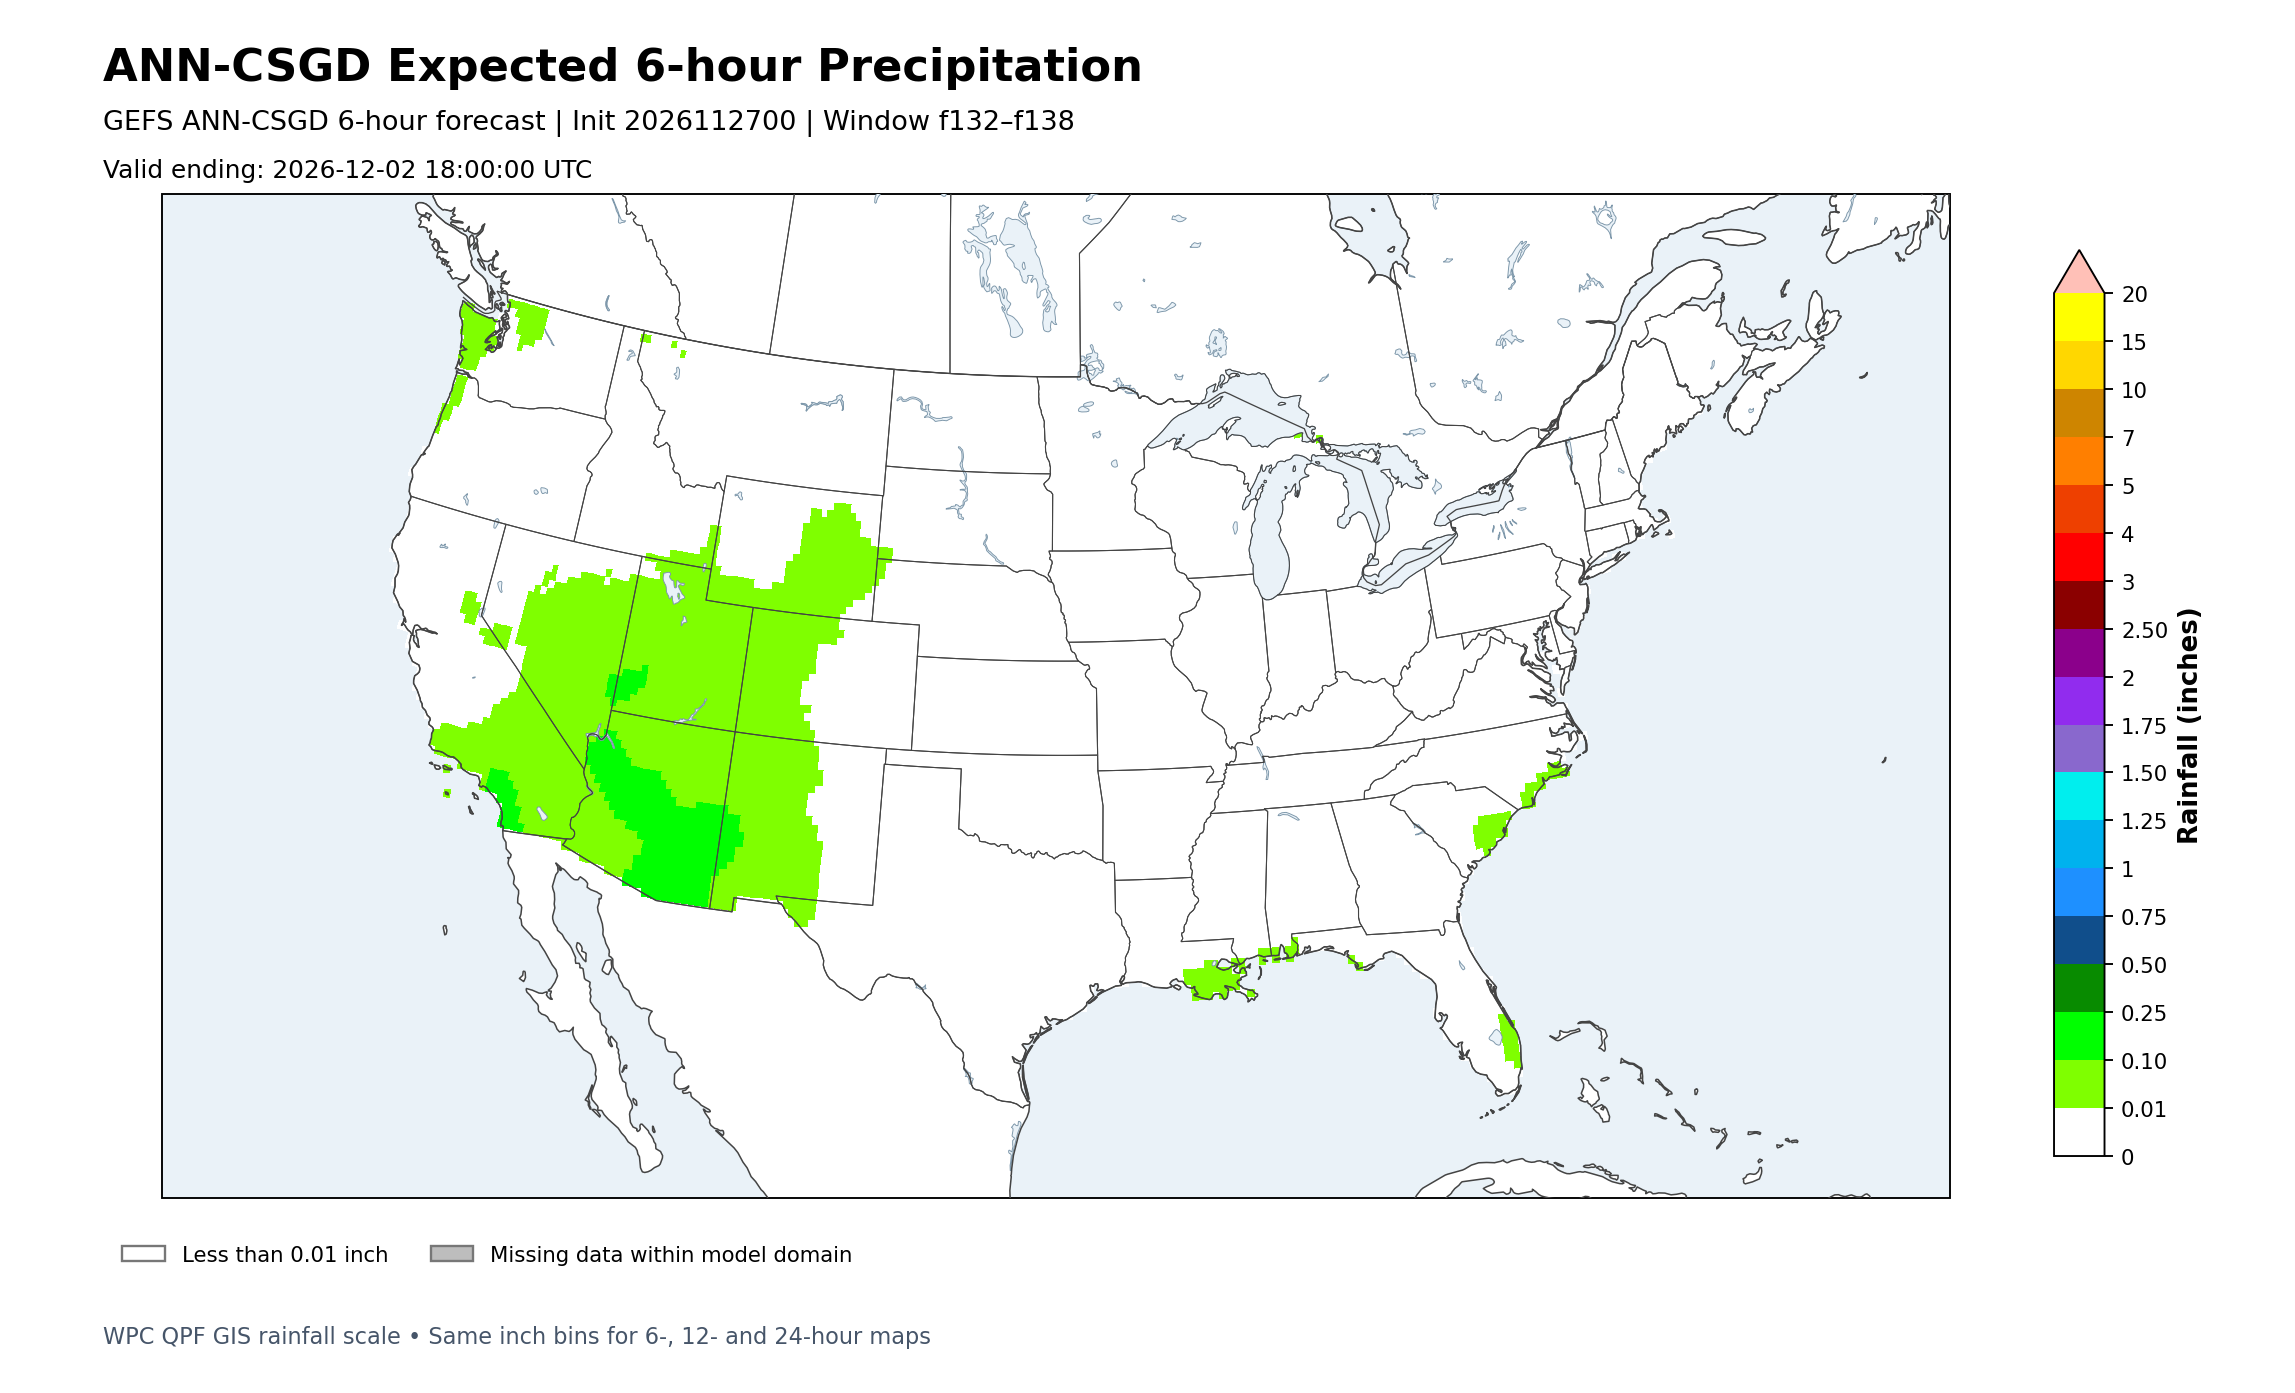 ANN-CSGD Expected 6-hour Precipitation
GEFS ANN-CSGD 6-hour forecast | Init 2026112700 | Window f132–f138
Valid ending: 2026-12-02 18:00:00 UTC
20
15
10
7
5
4
3
2.50
2
1.75
1.50
1.25
1
0.75
0.50
0.25
0.10
0.01
0
Rainfall (inches)
Less than 0.01 inch
Missing data within model domain
WPC QPF GIS rainfall scale • Same inch bins for 6-, 12- and 24-hour maps